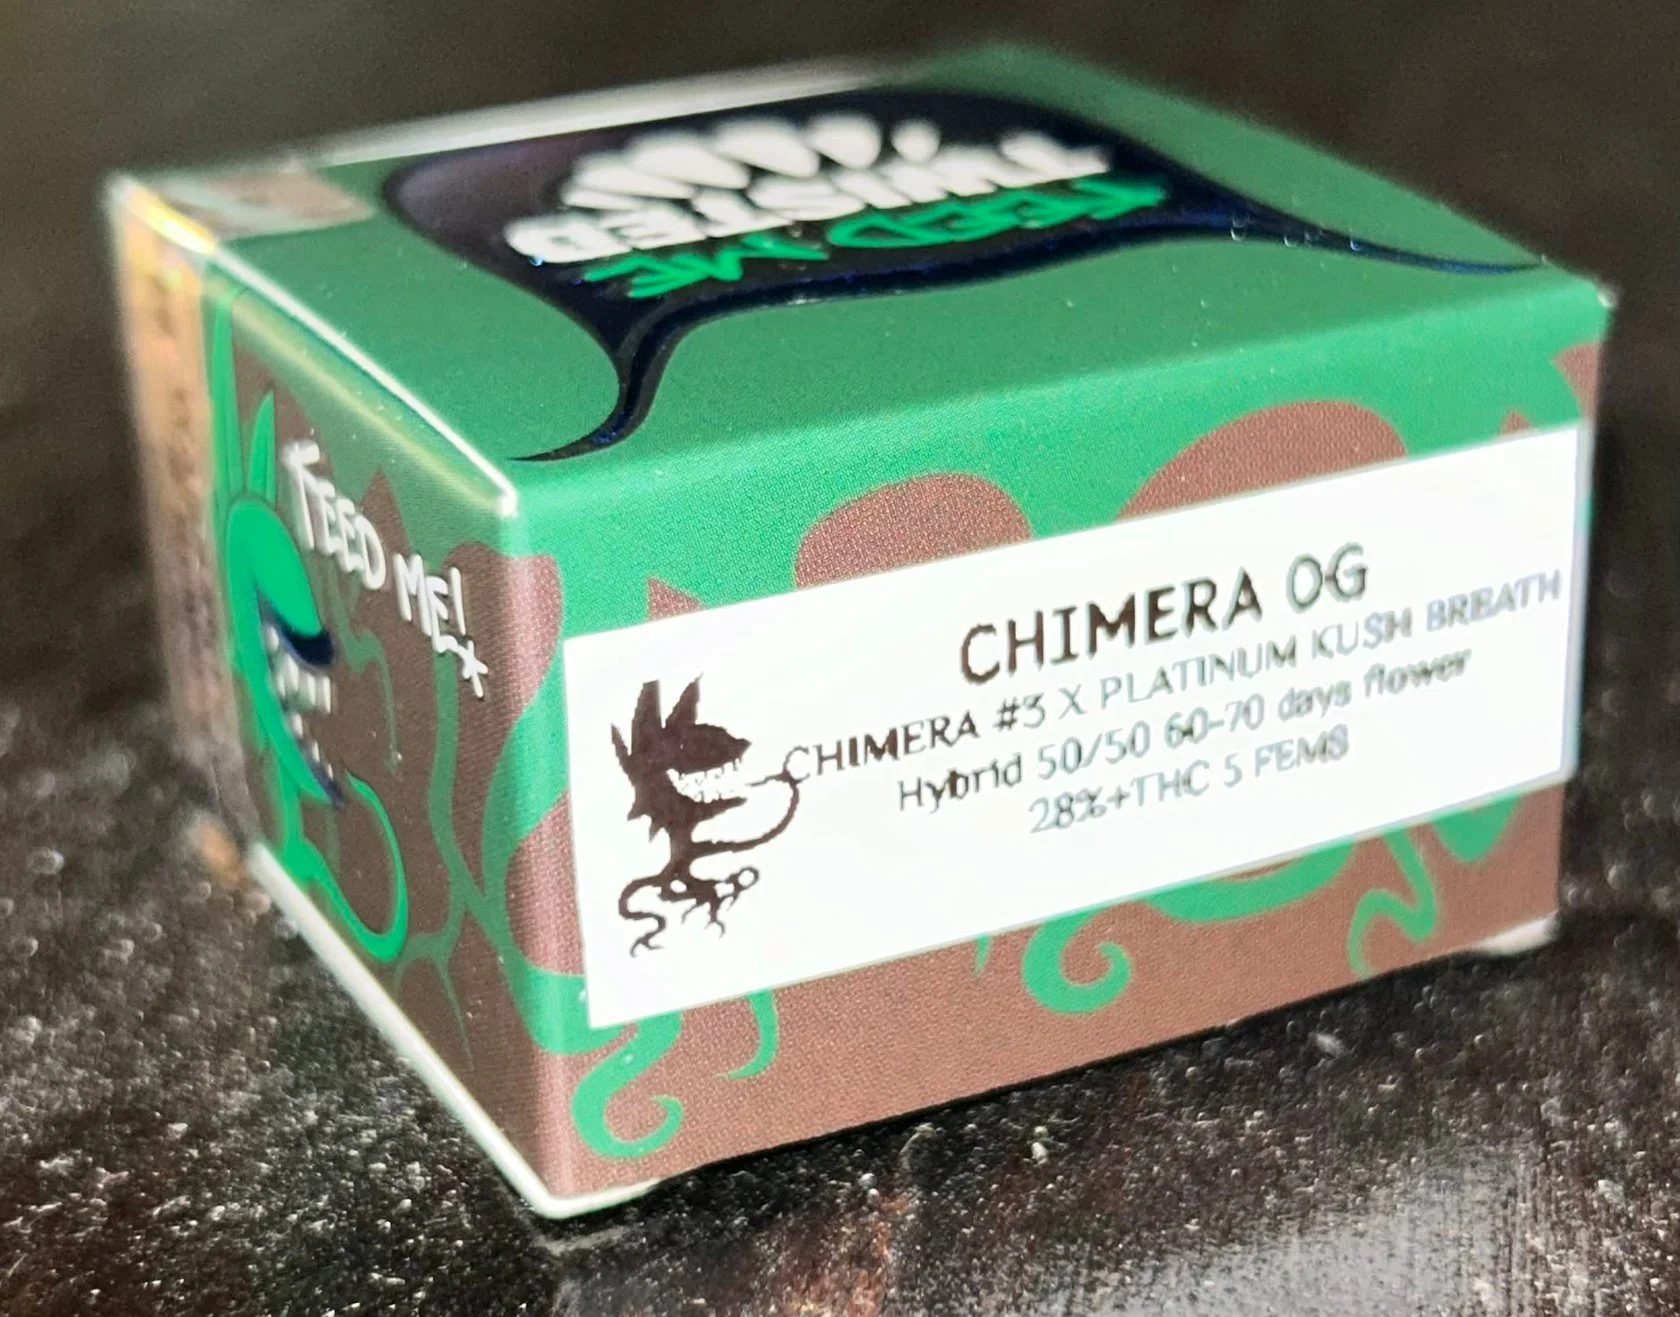 FEED ME
TWISTED
FEED ME!
CHIMERA OG
CHIMERA #3 X PLATINUM KUSH BREATH
Hybrid 50/50 60-70 days flower
28%+THC 5 FEMS